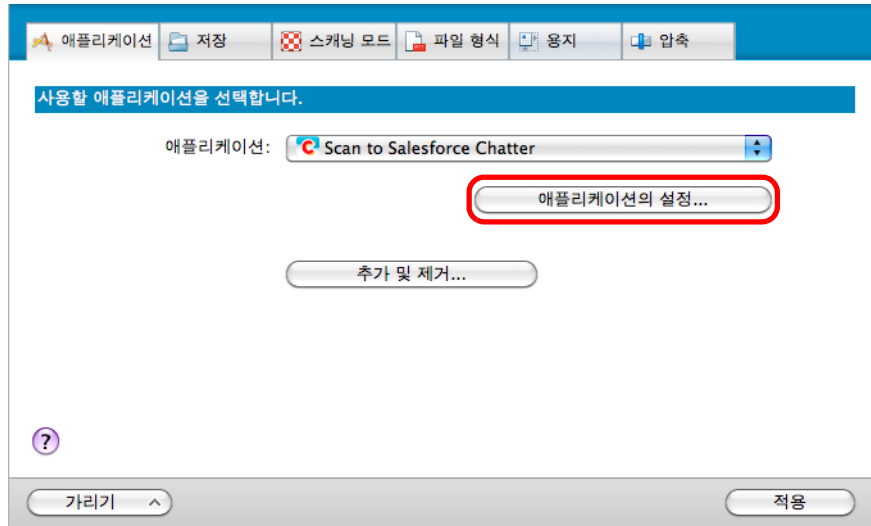 애플리케이션 저장 스캐닝 모드 파일 형식 용지 압축
사용할 애플리케이션을 선택합니다.
애플리케이션: Scan to Salesforce Chatter
애플리케이션의 설정...
추가 및 제거...
?
가리기 적용